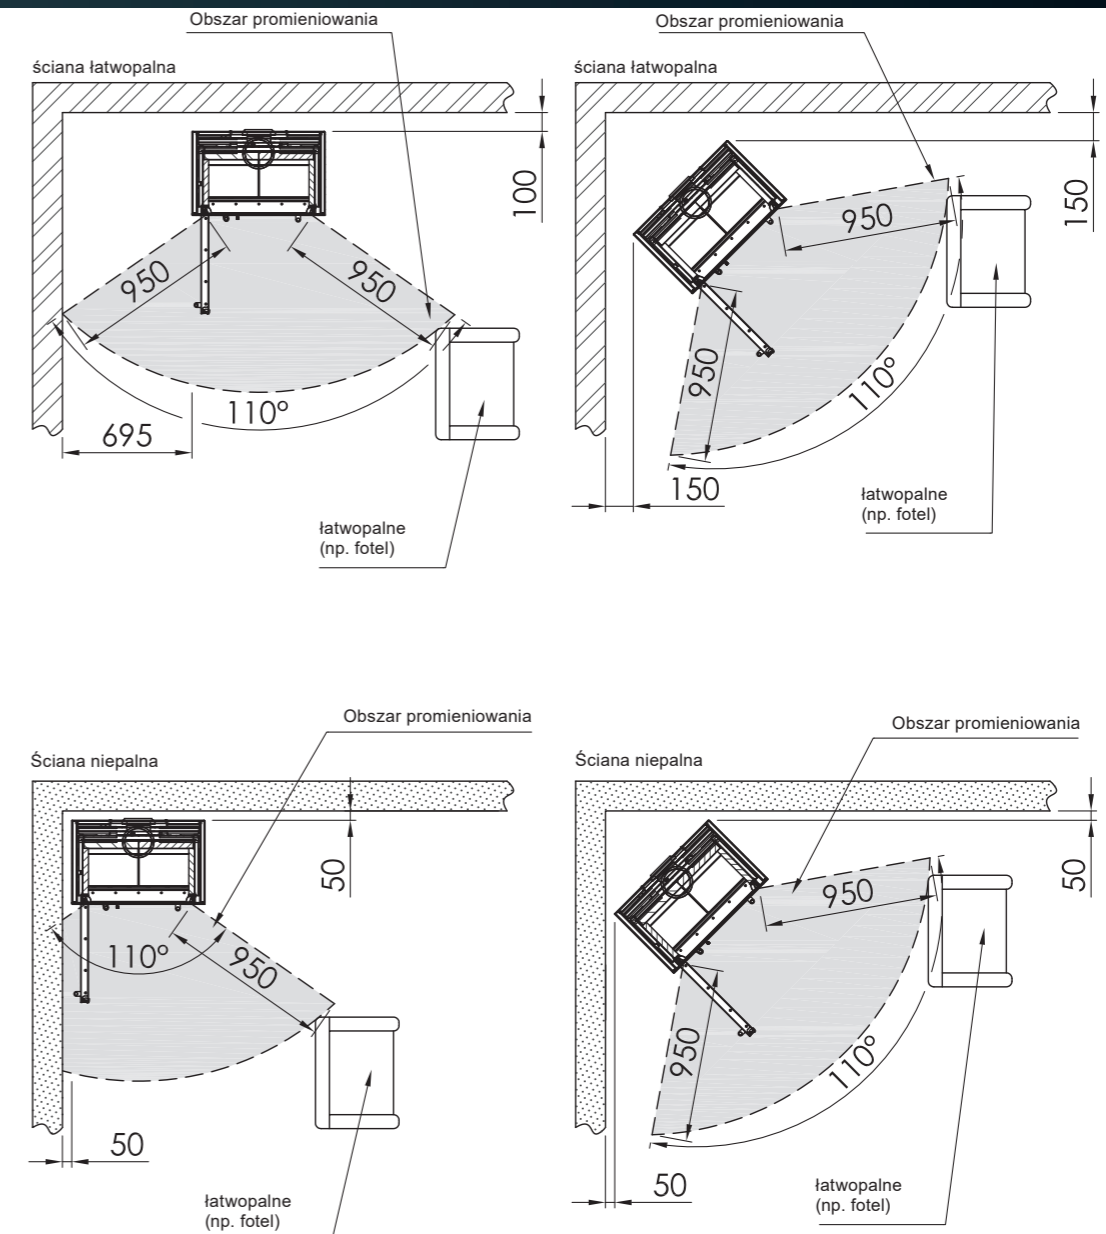 Obszar promieniowania
ściana łatwopalna
100
950
950
110°
695
łatwopalne
(np. fotel)
Obszar promieniowania
ściana łatwopalna
150
950
950
110°
150
łatwopalne
(np. fotel)
Obszar promieniowania
Ściana niepalna
50
110°
950
50
łatwopalne
(np. fotel)
Obszar promieniowania
Ściana niepalna
50
950
950
110°
50
łatwopalne
(np. fotel)